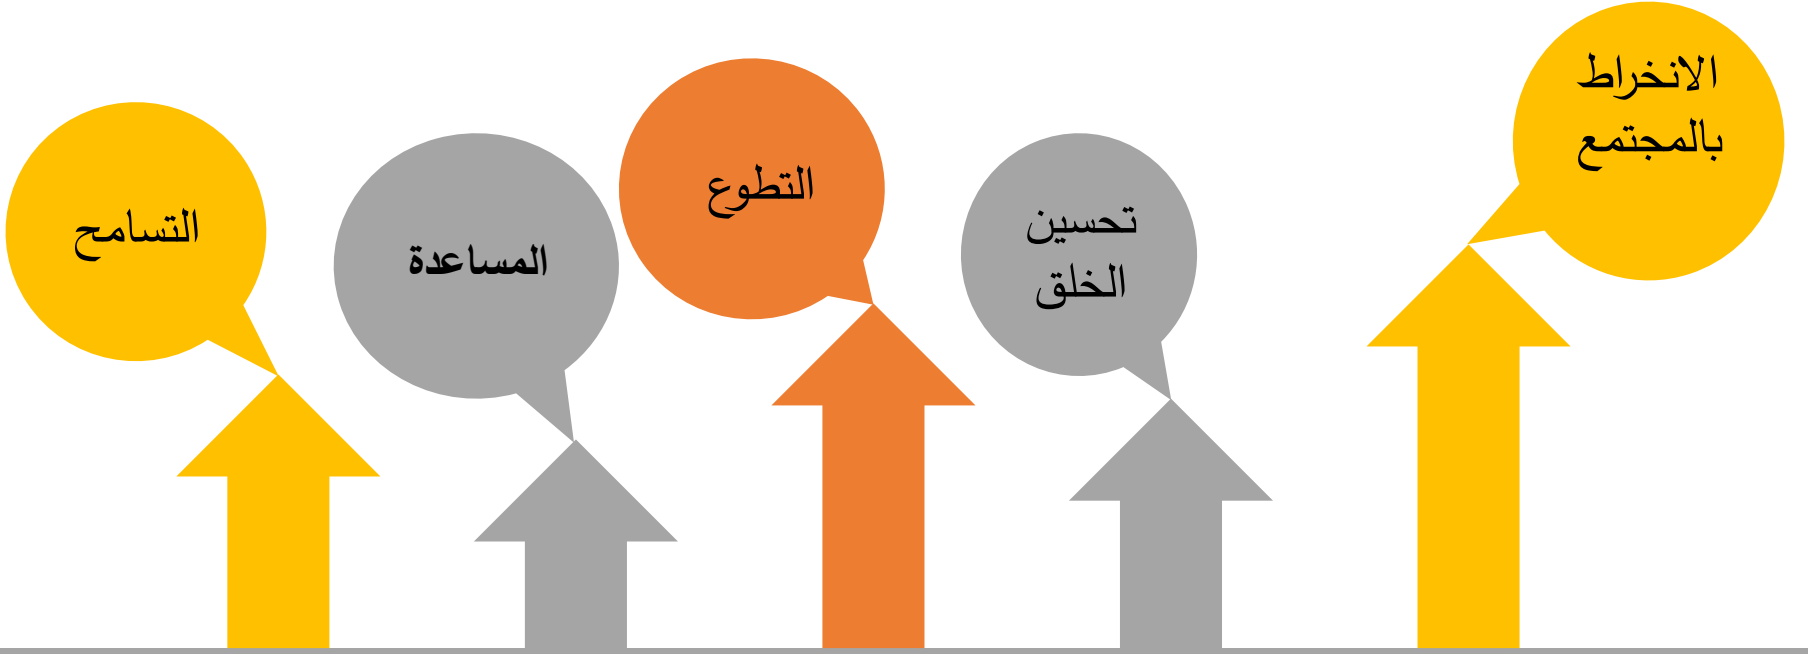 الانخراط
بالمجتمع
تحسين
الخلق
التطوع
المساعدة
التسامح